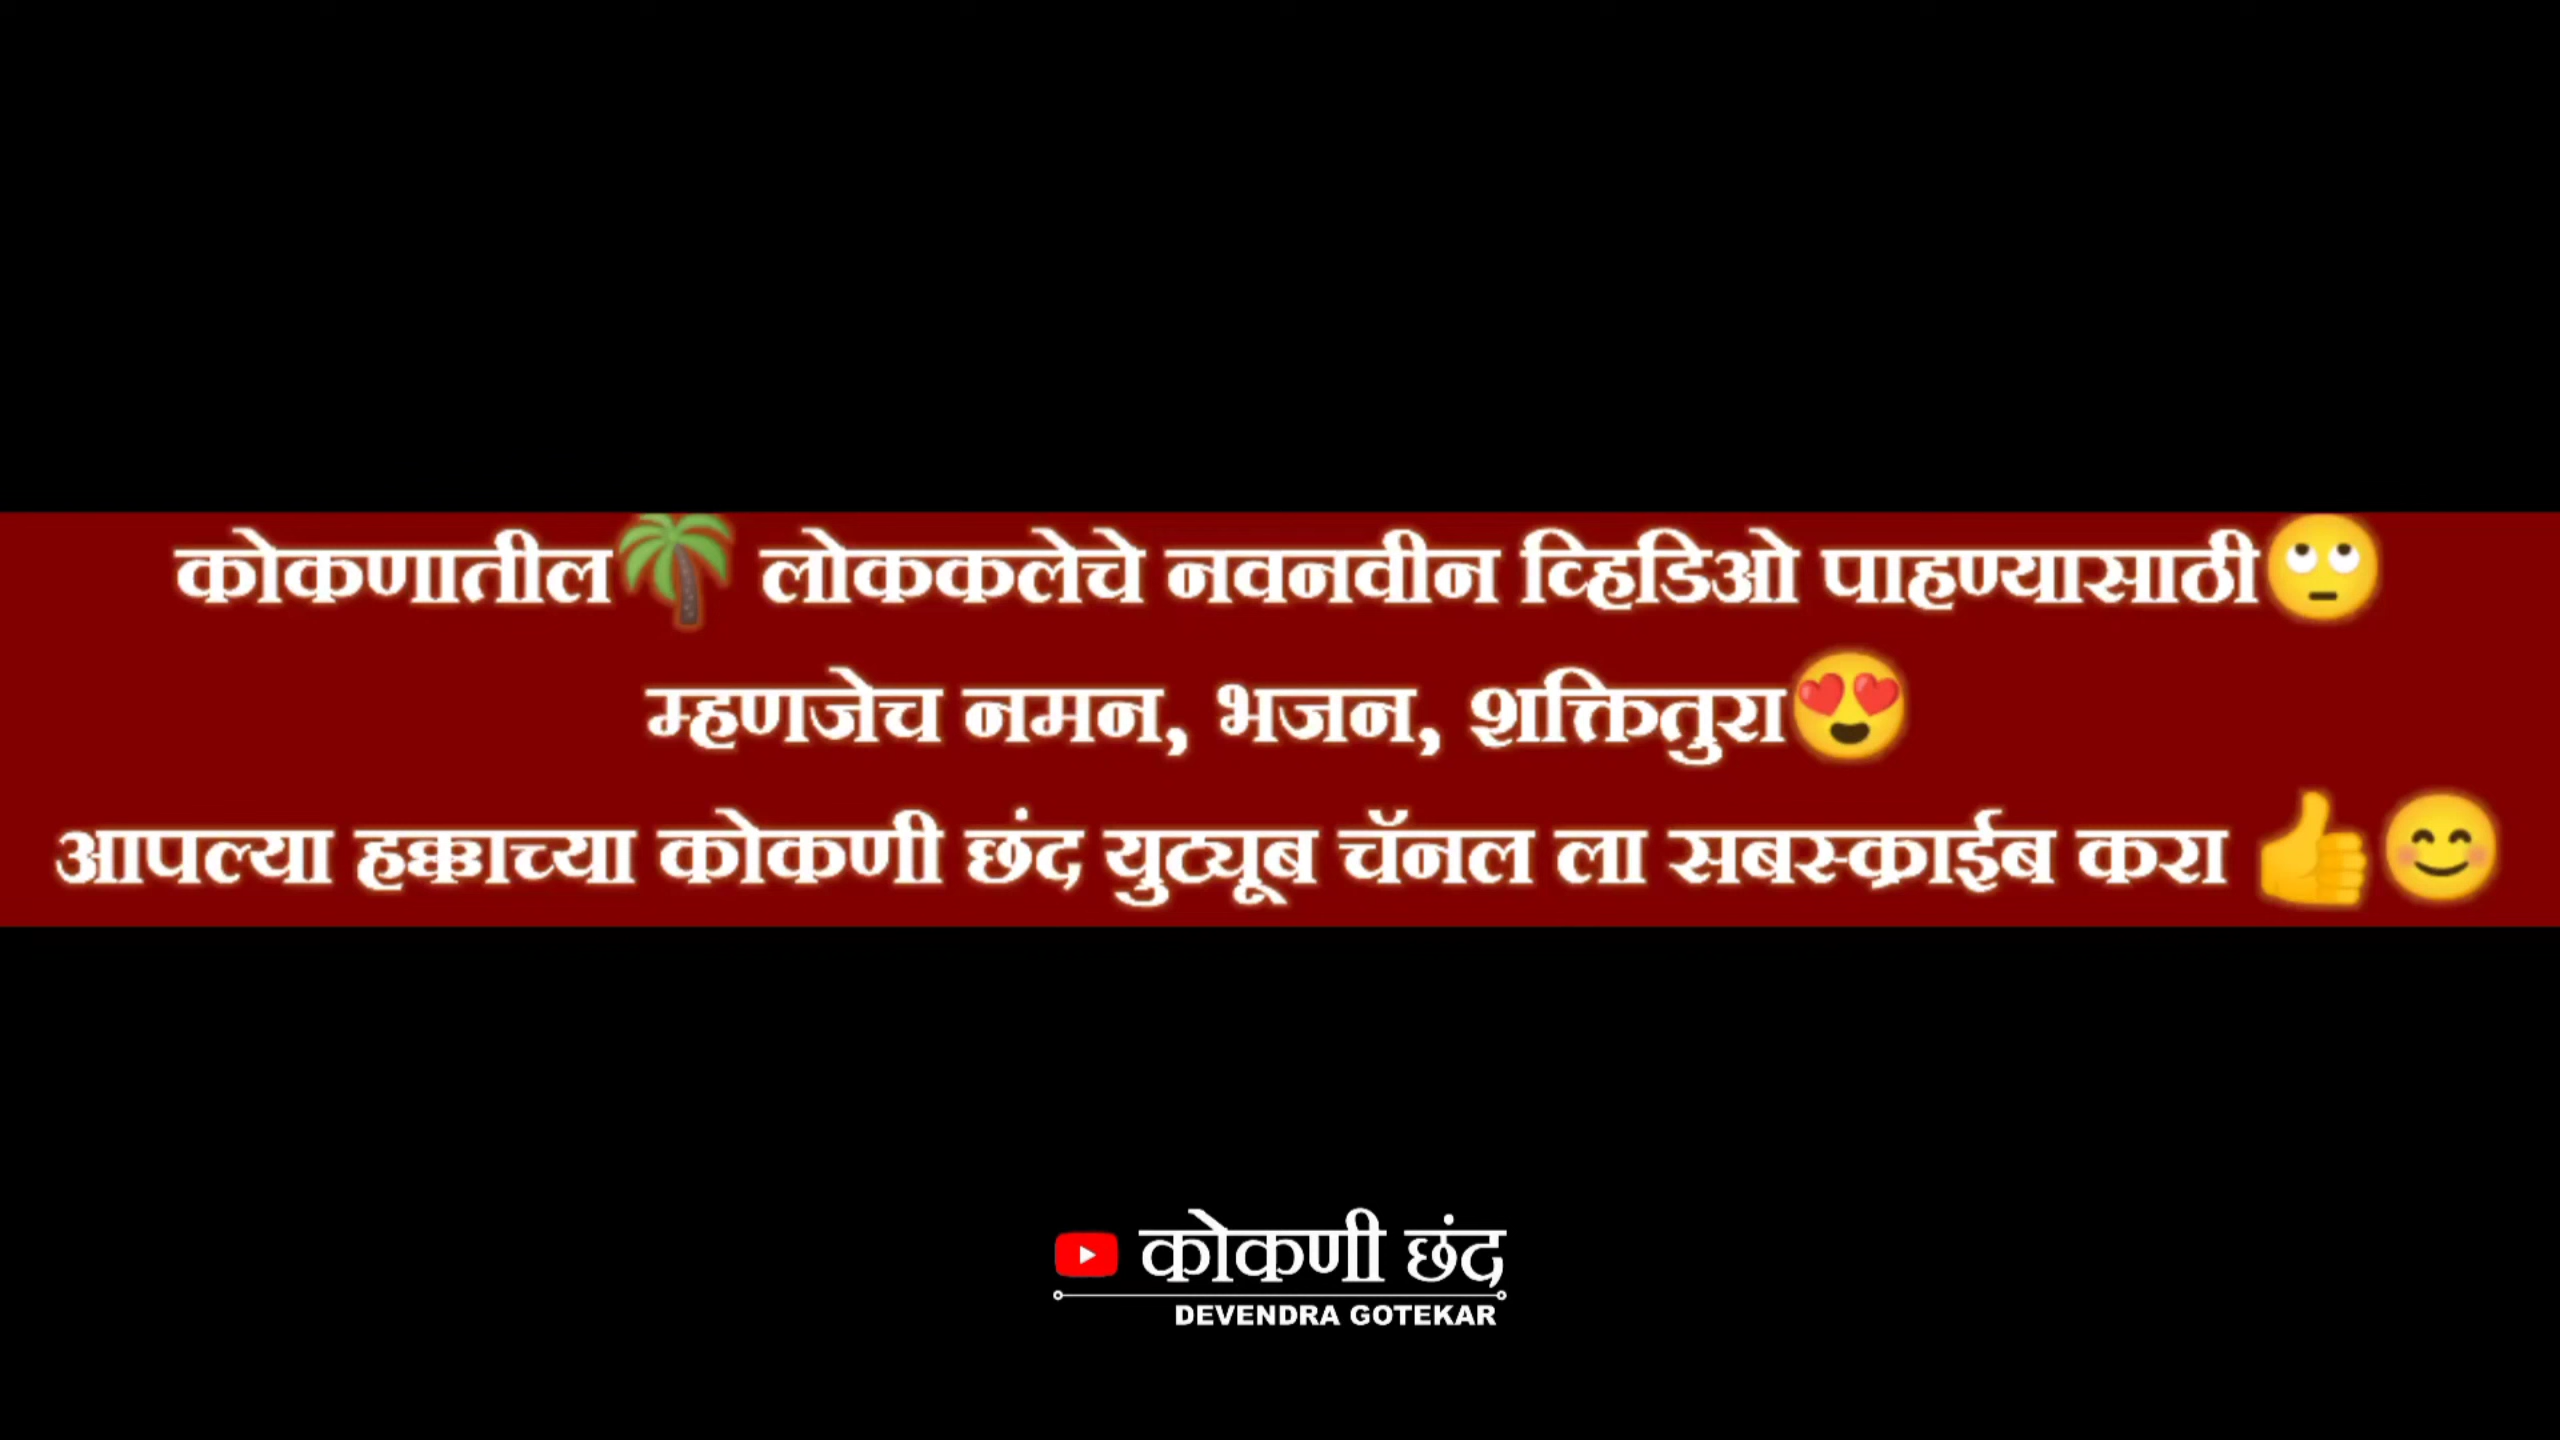 कोकणातील🌴 लोककलेचे नवनवीन व्हिडिओ पाहण्यासाठी🙄
म्हणजेच नमन, भजन, शक्तितुरा😍
आपल्या हक्काच्या कोकणी छंद युट्यूब चॅनल ला सबस्क्राईब करा 👍😊
कोकणी छंद
DEVENDRA GOTEKAR